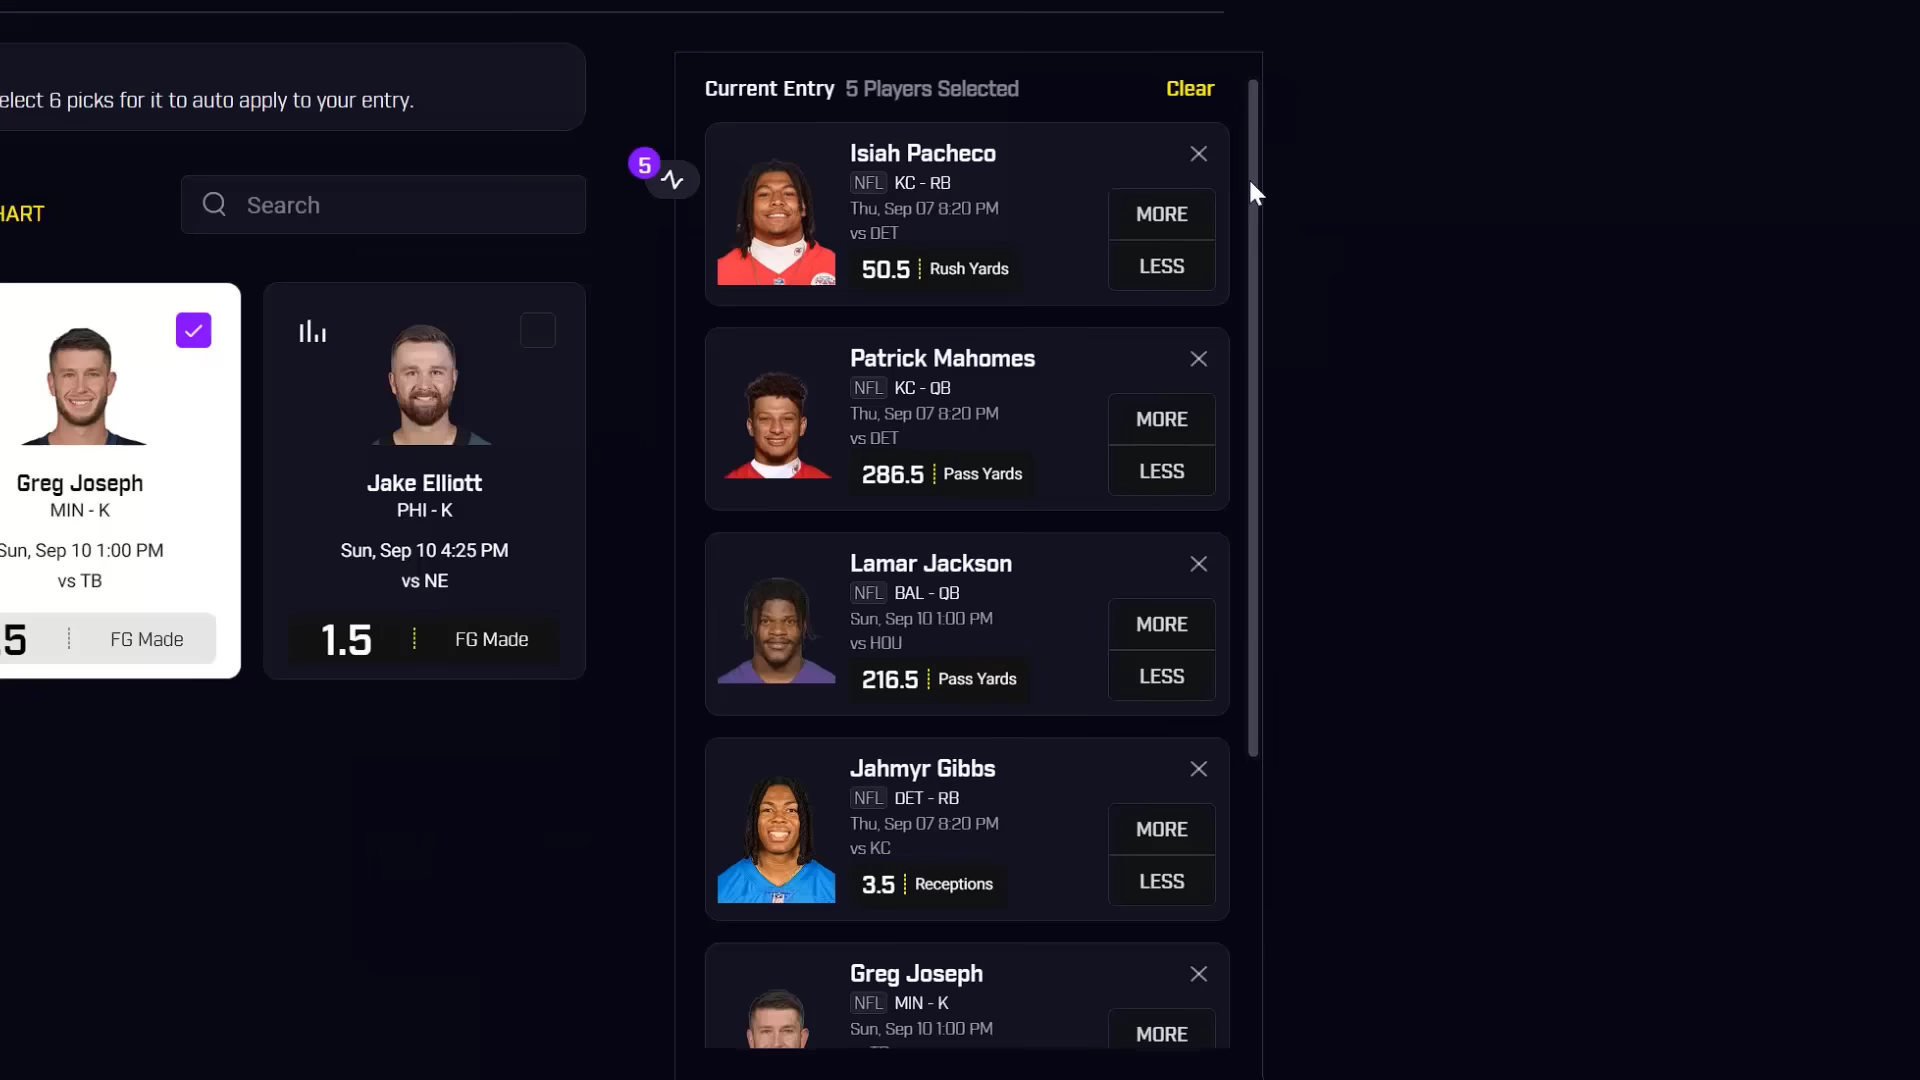 elect 6 picks for it to auto apply to your entry.
HART
Search
Greg Joseph
MIN - K
Sun, Sep 10 1:00 PM
vs TB
.5
FG Made
Jake Elliott
PHI - K
Sun, Sep 10 4:25 PM
vs NE
1.5
FG Made
5
Current Entry 5 Players Selected
Clear
Isiah Pacheco
NFL KC - RB
Thu, Sep 07 8:20 PM
vs DET
50.5 Rush Yards
MORE
LESS
Patrick Mahomes
NFL KC - QB
Thu, Sep 07 8:20 PM
vs DET
286.5 Pass Yards
MORE
LESS
Lamar Jackson
NFL BAL - QB
Sun, Sep 10 1:00 PM
vs HOU
216.5 Pass Yards
MORE
LESS
Jahmyr Gibbs
NFL DET - RB
Thu, Sep 07 8:20 PM
vs KC
3.5 Receptions
MORE
LESS
Greg Joseph
NFL MIN - K
Sun, Sep 10 1:00 PM
MORE